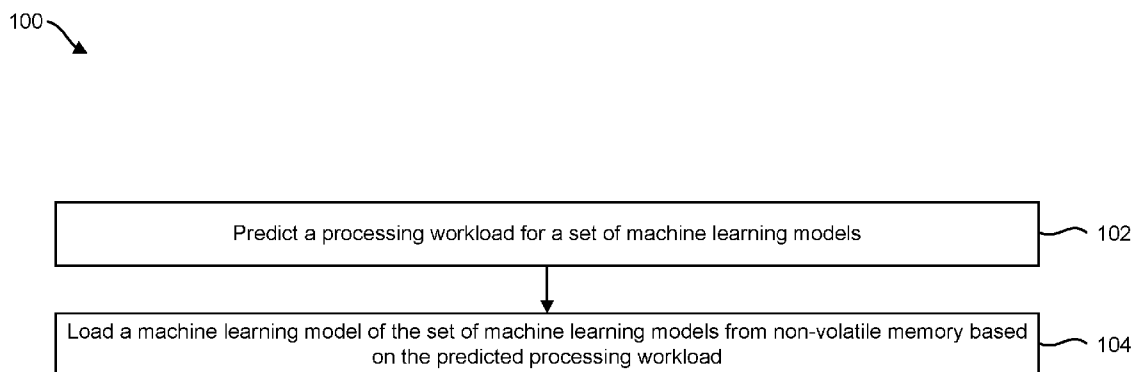 100
Predict a processing workload for a set of machine learning models
102
Load a machine learning model of the set of machine learning models from non-volatile memory based
on the predicted processing workload
104